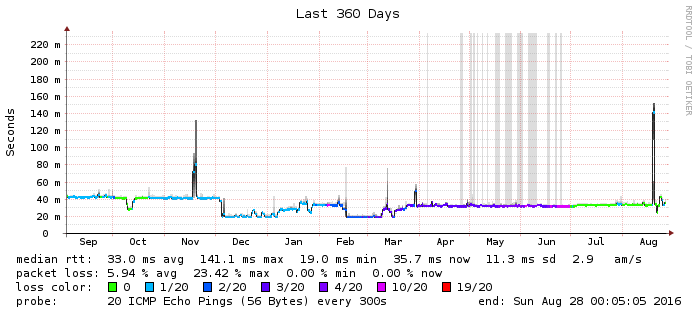 Last 360 Days
RRDTOOL / TOBI OETIKER
Seconds
220 m
200 m
180 m
160 m
140 m
120 m
100 m
80 m
60 m
40 m
20 m
0
Sep Oct Nov Dec Jan Feb Mar Apr May Jun Jul Aug
median rtt: 33.0 ms avg 141.1 ms max 19.0 ms min 35.7 ms now 11.3 ms sd 2.9 am/s
packet loss: 5.94 % avg 23.42 % max 0.00 % min 0.00 % now
loss color: 0 1/20 2/20 3/20 4/20 10/20 19/20
probe: 20 ICMP Echo Pings (56 Bytes) every 300s end: Sun Aug 28 00:05:05 2016